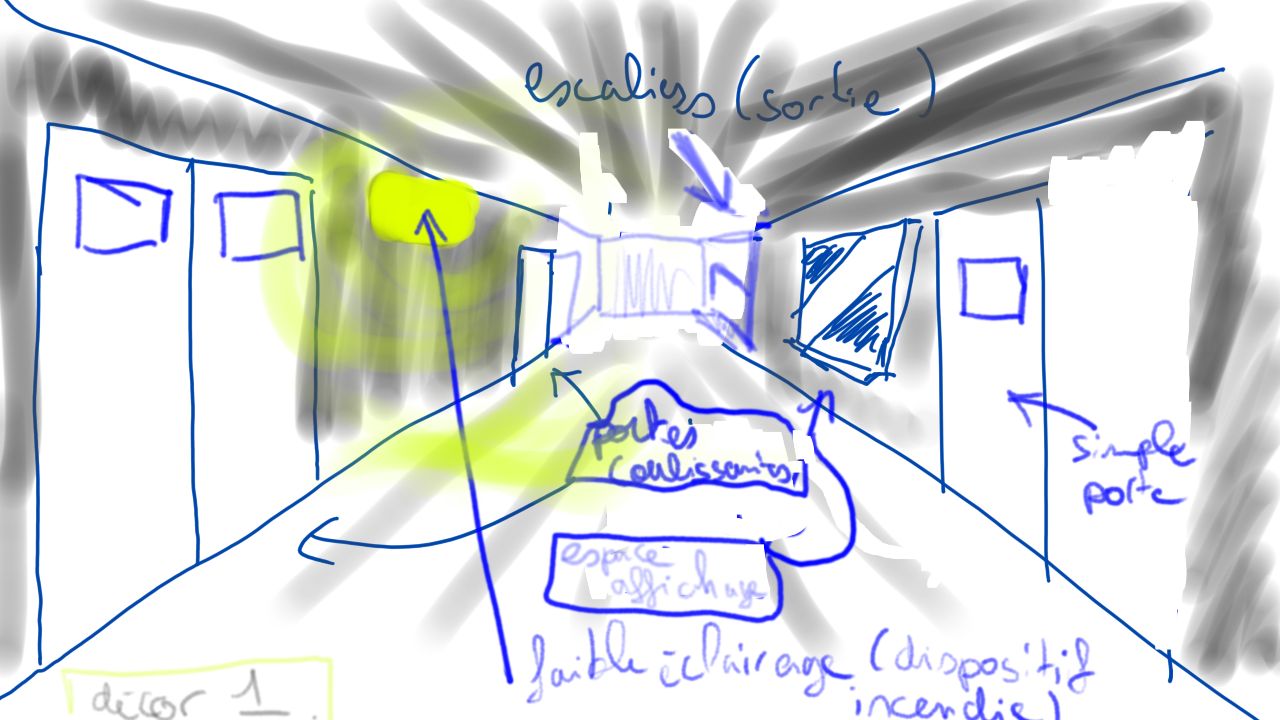 escaliers (sortie)
portes
coulissantes
simple
porte
espace
affichage
faible éclairage (dispositif
incendie)
décor 1